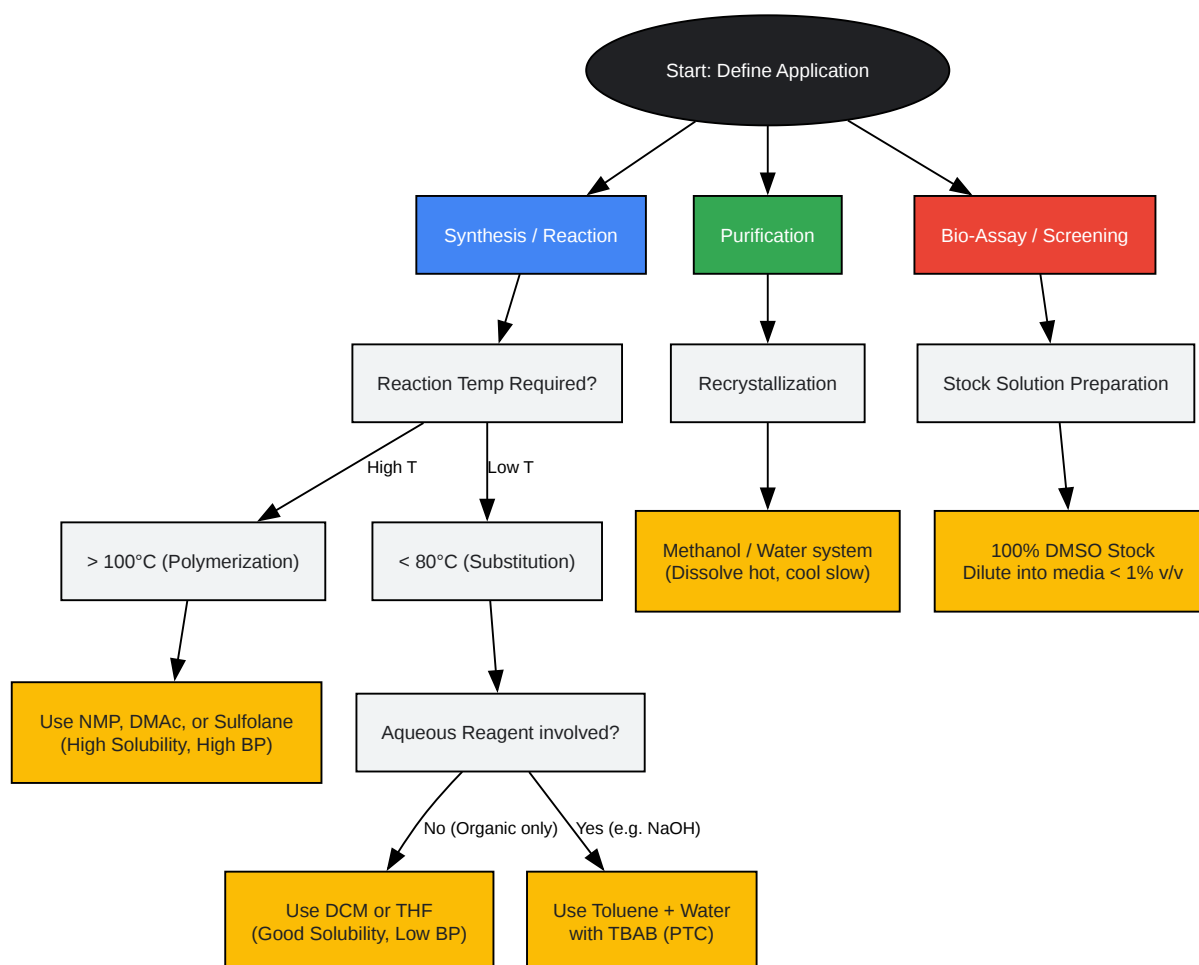 Start: Define Application
Synthesis / Reaction
Purification
Bio-Assay / Screening
Reaction Temp Required?
Recrystallization
Stock Solution Preparation
High T
Low T
> 100°C (Polymerization)
< 80°C (Substitution)
Methanol / Water system
(Dissolve hot, cool slow)
100% DMSO Stock
Dilute into media < 1% v/v
Use NMP, DMAc, or Sulfolane
(High Solubility, High BP)
Aqueous Reagent involved?
No (Organic only)
Yes (e.g. NaOH)
Use DCM or THF
(Good Solubility, Low BP)
Use Toluene + Water
with TBAB (PTC)